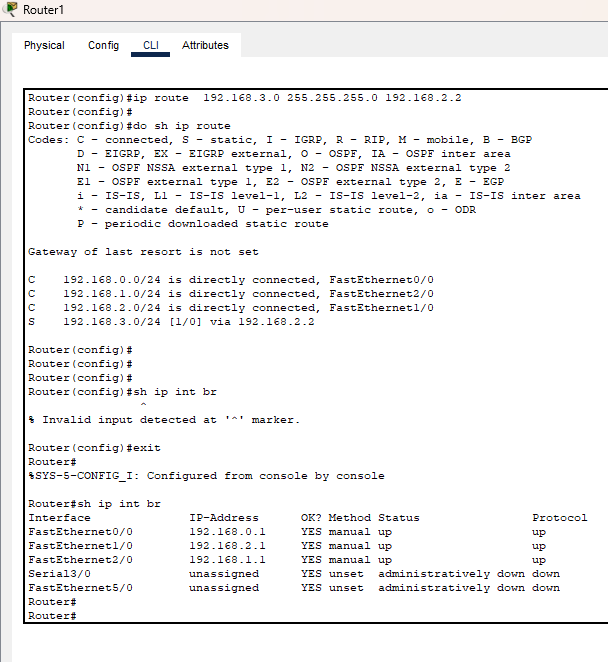 Router1
Physical Config CLI Attributes
Router(config)#ip route  192.168.3.0 255.255.255.0 192.168.2.2
Router(config)#
Router(config)#do sh ip route
Codes: C - connected, S - static, I - IGRP, R - RIP, M - mobile, B - BGP
       D - EIGRP, EX - EIGRP external, O - OSPF, IA - OSPF inter area
       N1 - OSPF NSSA external type 1, N2 - OSPF NSSA external type 2
       E1 - OSPF external type 1, E2 - OSPF external type 2, E - EGP
       i - IS-IS, L1 - IS-IS level-1, L2 - IS-IS level-2, ia - IS-IS inter area
       * - candidate default, U - per-user static route, o - ODR
       P - periodic downloaded static route
Gateway of last resort is not set
C    192.168.0.0/24 is directly connected, FastEthernet0/0
C    192.168.1.0/24 is directly connected, FastEthernet2/0
C    192.168.2.0/24 is directly connected, FastEthernet1/0
S    192.168.3.0/24 [1/0] via 192.168.2.2
Router(config)#
Router(config)#
Router(config)#
Router(config)#sh ip int br
                ^
% Invalid input detected at '^' marker.
Router(config)#exit
Router#
%SYS-5-CONFIG_I: Configured from console by console
Router#sh ip int br
Interface              IP-Address      OK? Method Status                Protocol
FastEthernet0/0        192.168.0.1     YES manual up                    up
FastEthernet1/0        192.168.2.1     YES manual up                    up
FastEthernet2/0        192.168.1.1     YES manual up                    up
Serial3/0              unassigned      YES unset  administratively down down
FastEthernet5/0        unassigned      YES unset  administratively down down
Router#
Router#